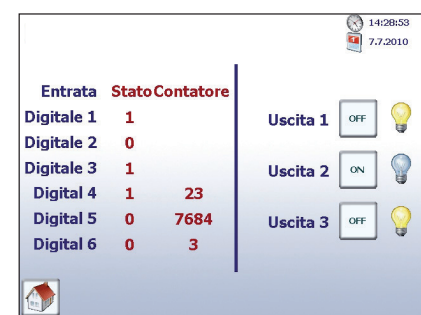 14:28:53
7.7.2010
Entrata Stato Contatore
Digitale 1 1
Digitale 2 0
Digitale 3 1
Digital 4 1 23
Digital 5 0 7684
Digital 6 0 3
Uscita 1 OFF
Uscita 2 ON
Uscita 3 OFF